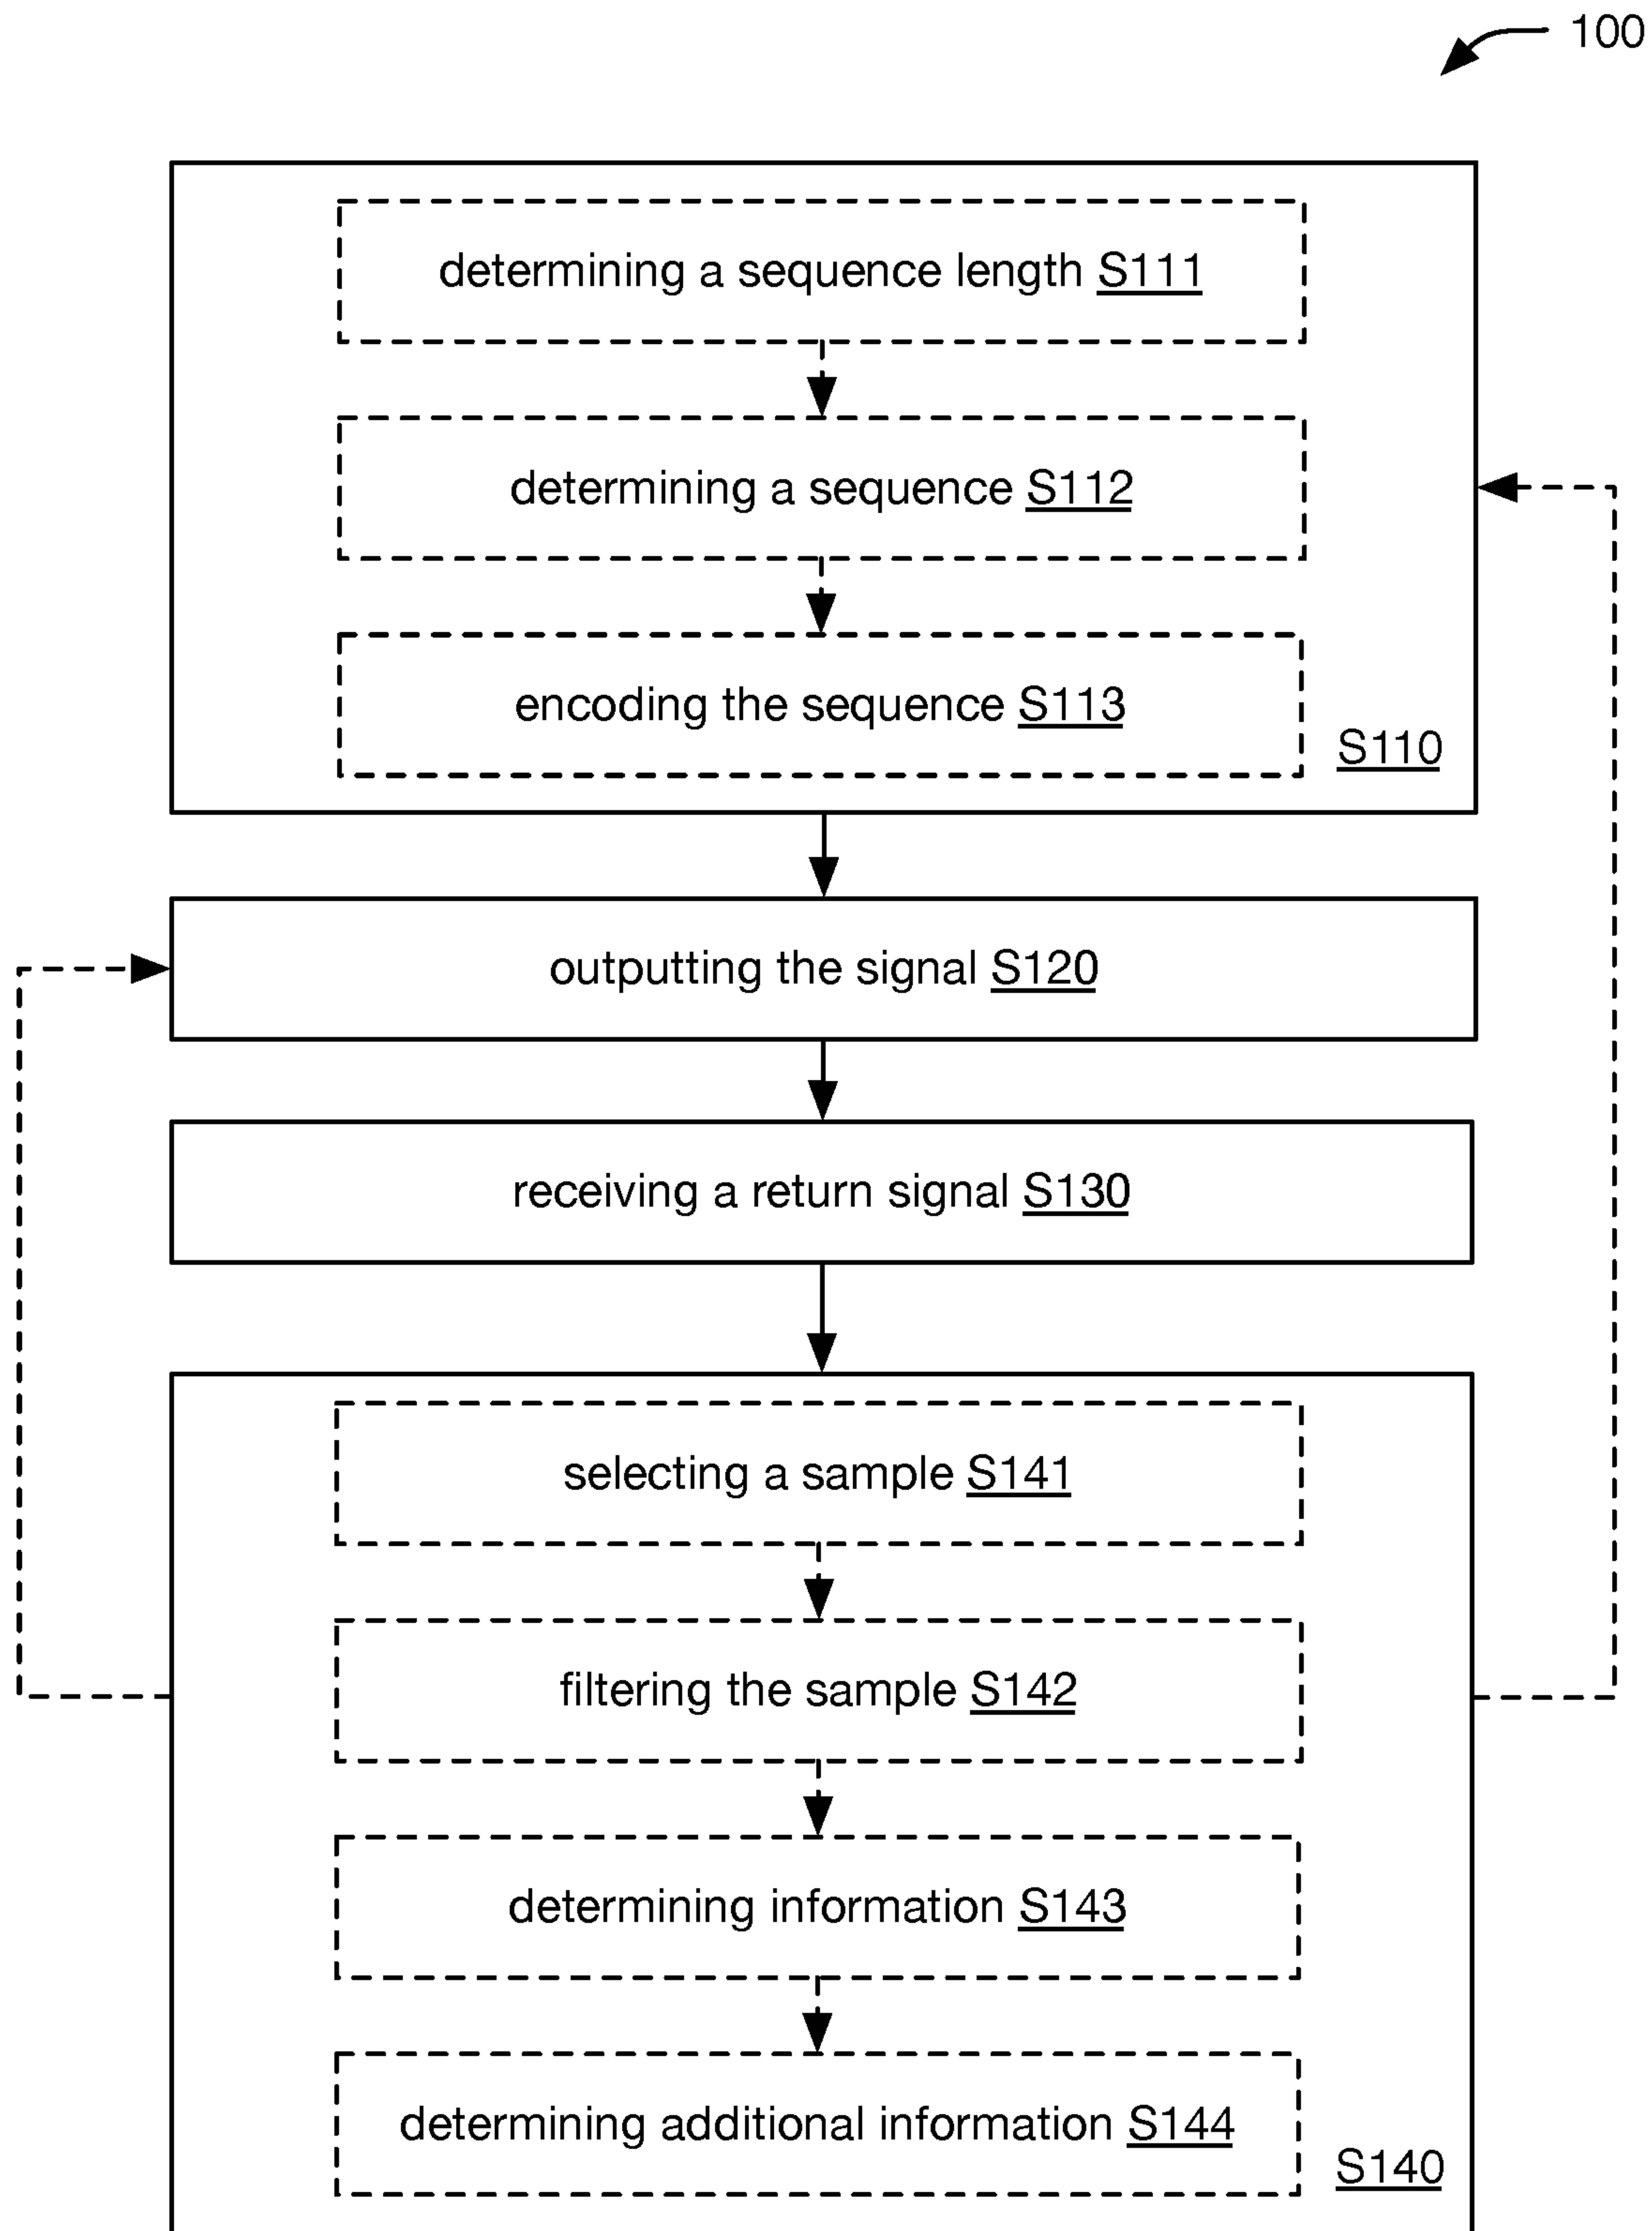 100
determining a sequence length S111
determining a sequence S112
encoding the sequence S113
S110
outputting the signal S120
receiving a return signal S130
selecting a sample S141
filtering the sample S142
determining information S143
determining additional information S144
S140